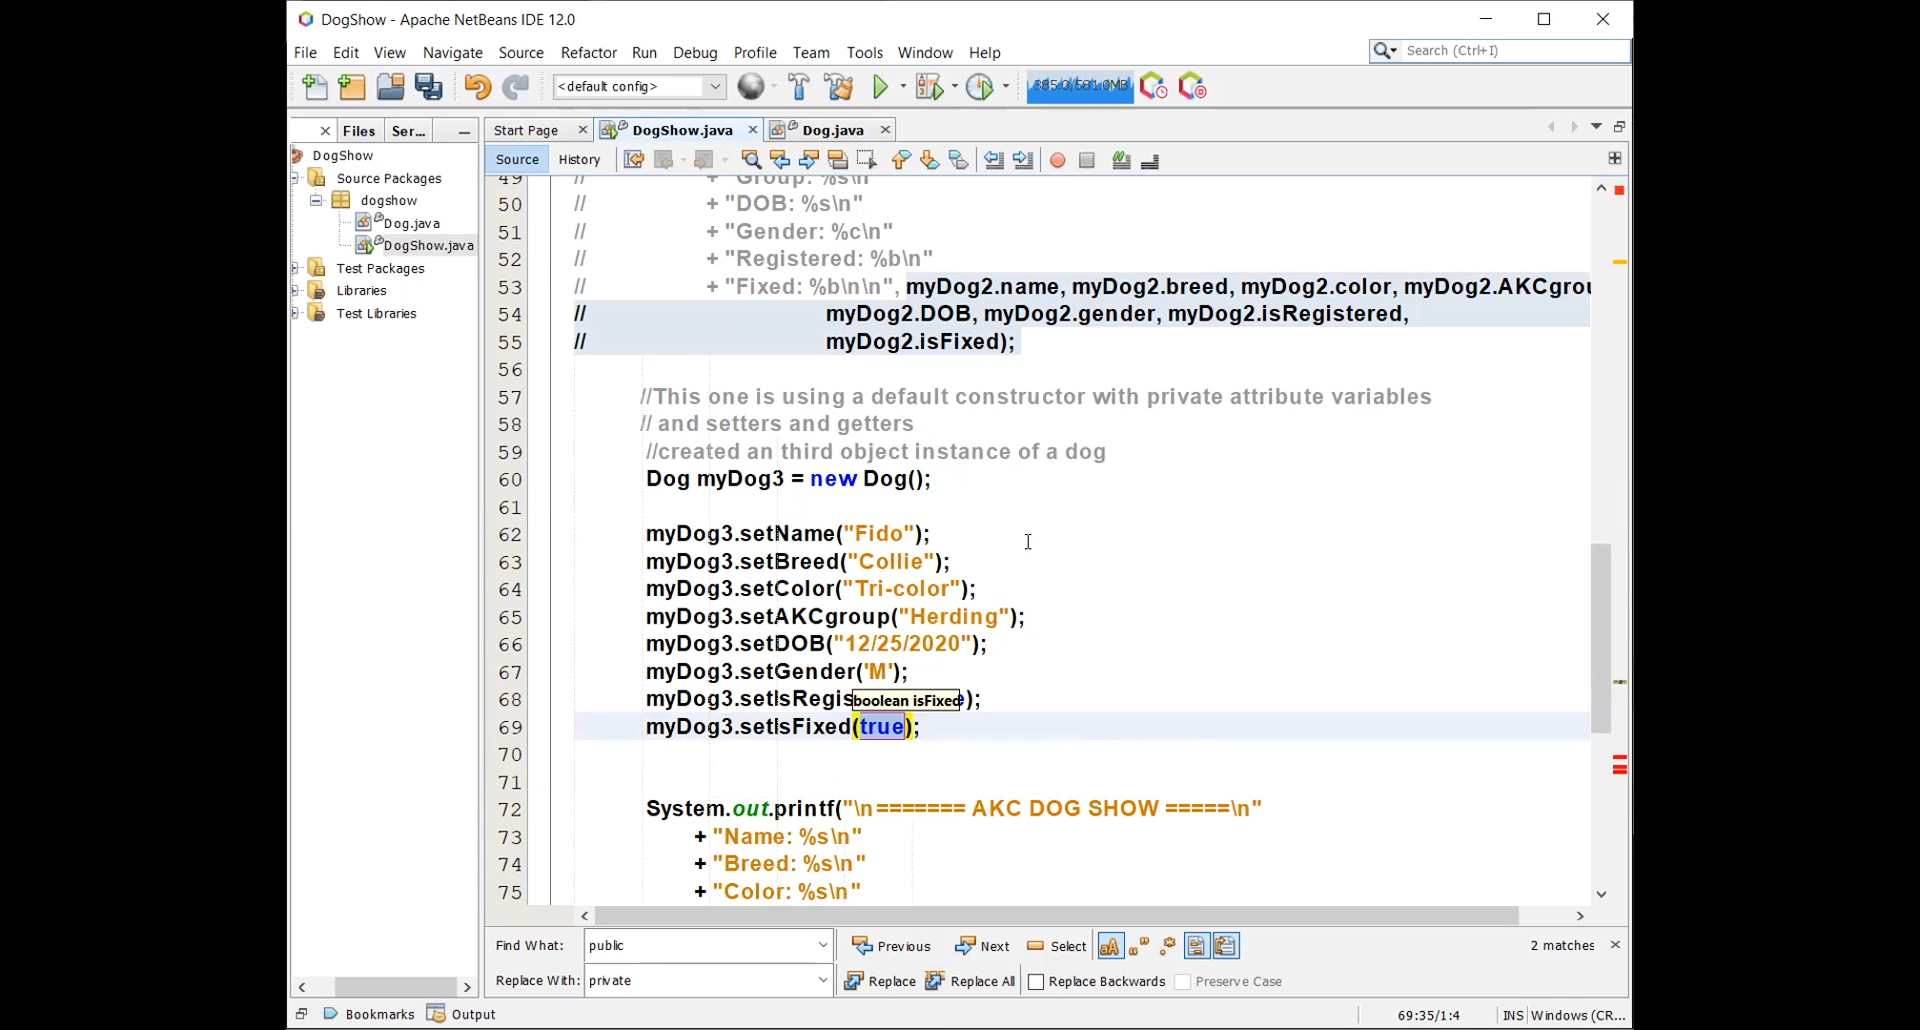 DogShow - Apache NetBeans IDE 12.0
File Edit View Navigate Source Refactor Run Debug Profile Team Tools Window Help
Search (Ctrl+I)
<default config>
385.0/581.0MB
Files Ser...
Start Page DogShow.java Dog.java
Source History
DogShow
Source Packages
dogshow
Dog.java
DogShow.java
Test Packages
Libraries
Test Libraries
49 // + "Group: %s\n"
50 // + "DOB: %s\n"
51 // + "Gender: %c\n"
52 // + "Registered: %b\n"
53 // + "Fixed: %b\n\n", myDog2.name, myDog2.breed, myDog2.color, myDog2.AKCgrou
54 // myDog2.DOB, myDog2.gender, myDog2.isRegistered,
55 // myDog2.isFixed);
56
57 //This one is using a default constructor with private attribute variables
58 // and setters and getters
59 //created an third object instance of a dog
60 Dog myDog3 = new Dog();
61
62 myDog3.setName("Fido");
63 myDog3.setBreed("Collie");
64 myDog3.setColor("Tri-color");
65 myDog3.setAKCgroup("Herding");
66 myDog3.setDOB("12/25/2020");
67 myDog3.setGender('M');
68 myDog3.setIsRegis e);
boolean isFixed
69 myDog3.setIsFixed(true);
70
71
72 System.out.printf("\n======= AKC DOG SHOW =====\n"
73 + "Name: %s\n"
74 + "Breed: %s\n"
75 + "Color: %s\n"
Find What: public Previous Next Select 2 matches
Replace With: private Replace Replace All Replace Backwards Preserve Case
Bookmarks Output
69:35/1:4 INS Windows (CR...